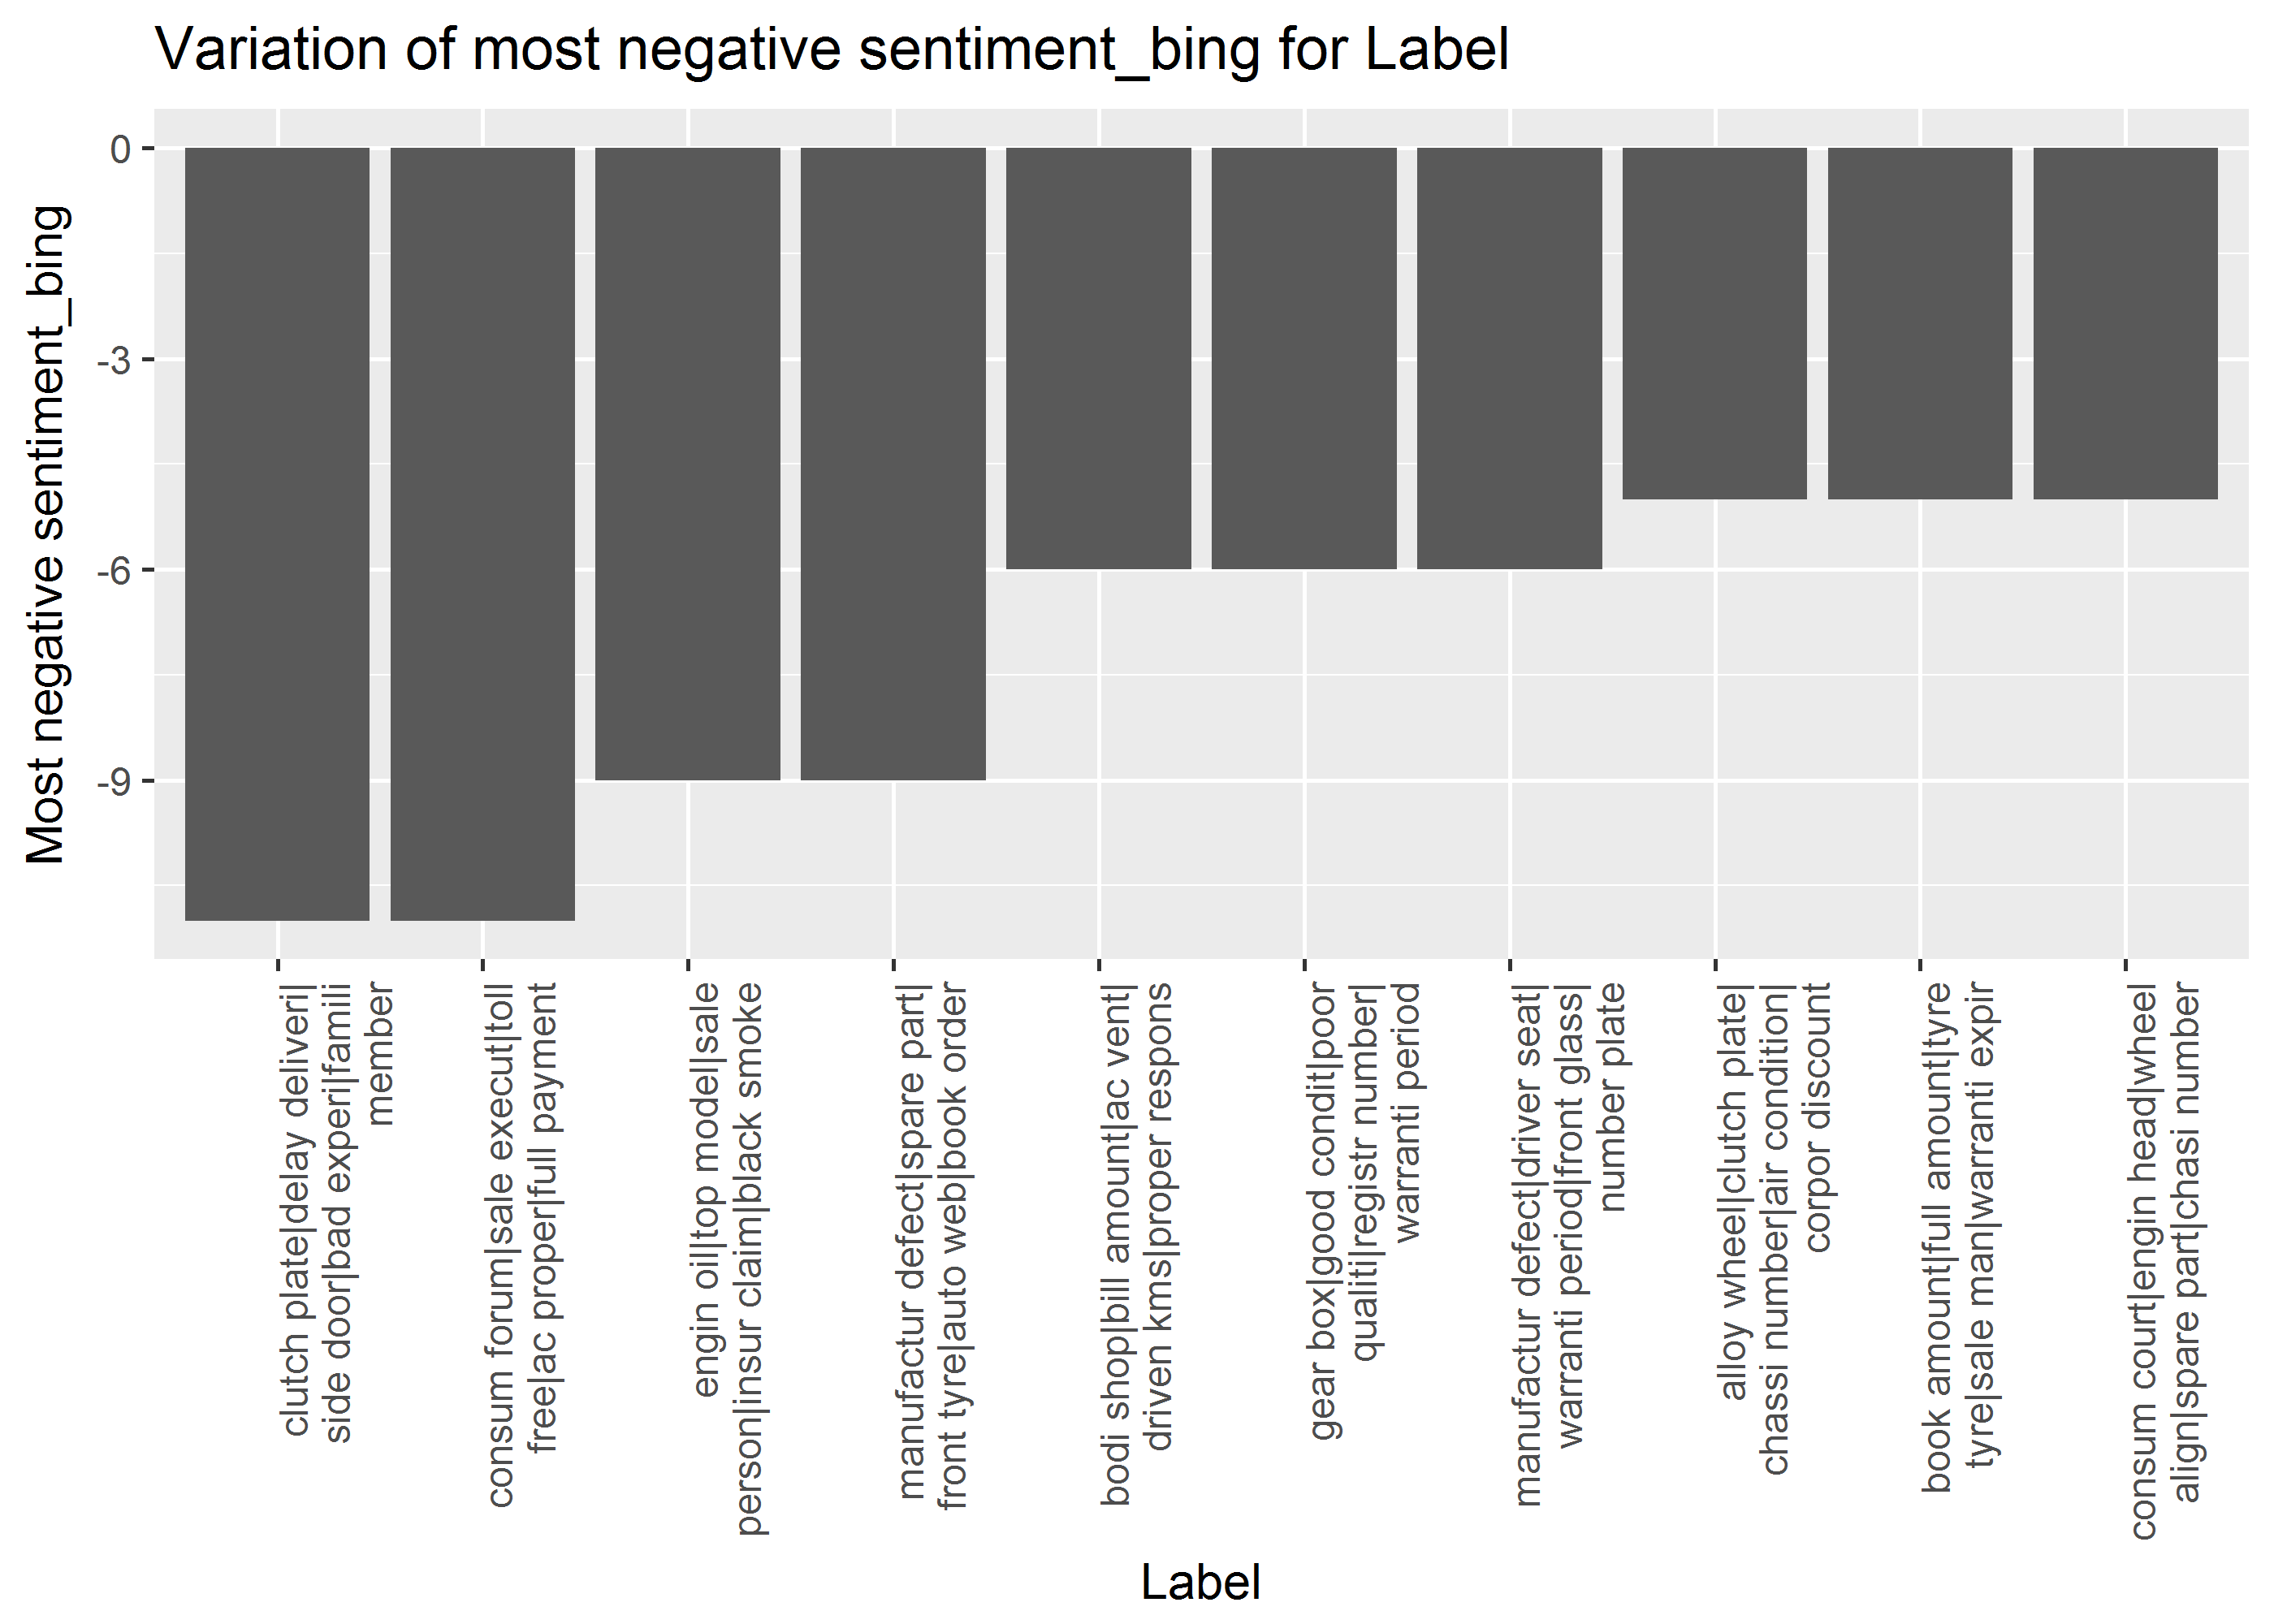 Variation of most negative sentiment_bing for Label
Most negative sentiment_bing
0
-3
-6
-9
clutch plate|delay deliveri|
side door|bad experi|famili
member
consum forum|sale execut|toll
free|ac proper|full payment
engin oil|top model|sale
person|insur claim|black smoke
manufactur defect|spare part|
front tyre|auto web|book order
bodi shop|bill amount|ac vent|
driven kms|proper respons
gear box|good condit|poor
qualiti|registr number|
warranti period
manufactur defect|driver seat|
warranti period|front glass|
number plate
alloy wheel|clutch plate|
chassi number|air condition|
corpor discount
book amount|full amount|tyre
tyre|sale man|warranti expir
consum court|engin head|wheel
align|spare part|chasi number
Label